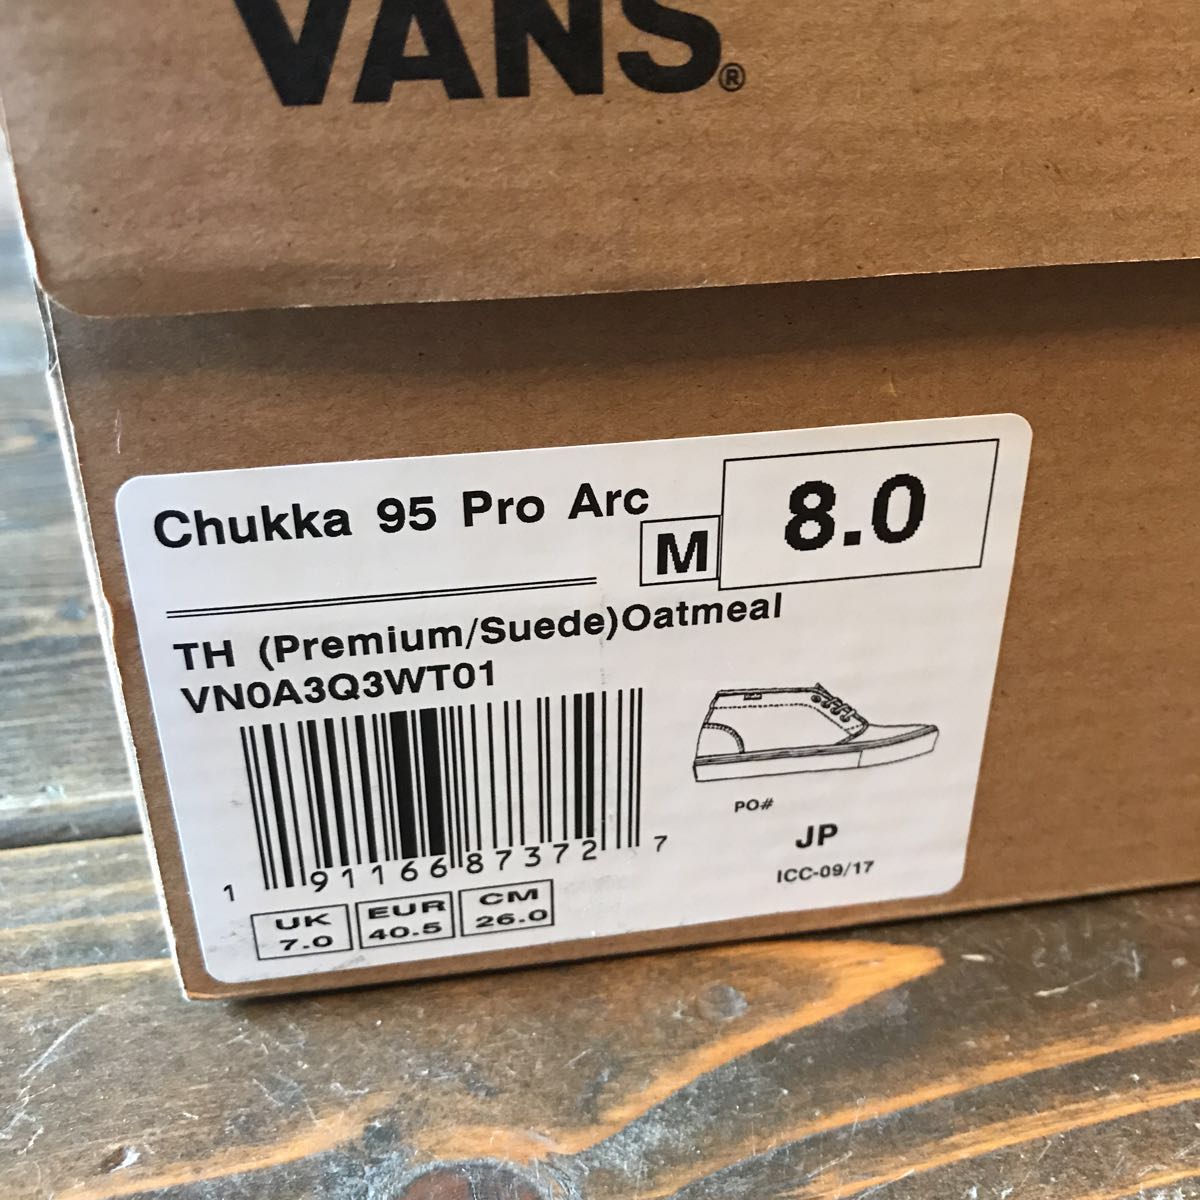 VANS®
Chukka 95 Pro Arc
M 8.0
TH (Premium/Suede)Oatmeal
VN0A3Q3WT01
1 91166 87372 7
PO#
JP
ICC-09/17
UK EUR CM
7.0 40.5 26.0